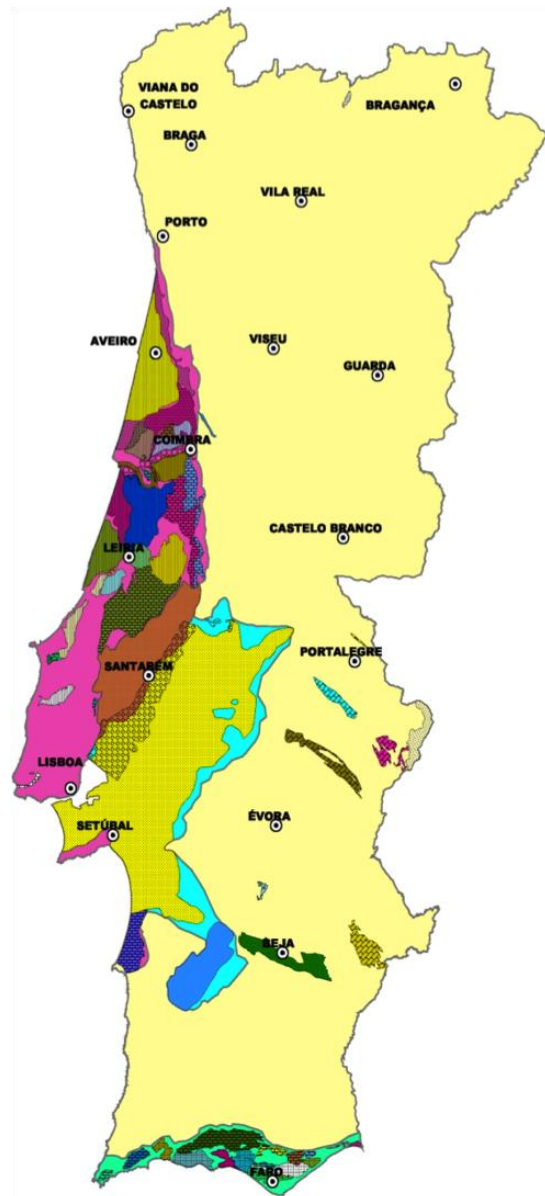 VIANA DO
CASTELO
BRAGANÇA
BRAGA
VILA REAL
PORTO
AVEIRO
VISEU
GUARDA
COIMBRA
CASTELO BRANCO
LEIRIA
PORTALEGRE
SANTARÉM
LISBOA
SETÚBAL
ÉVORA
BEJA
FARO